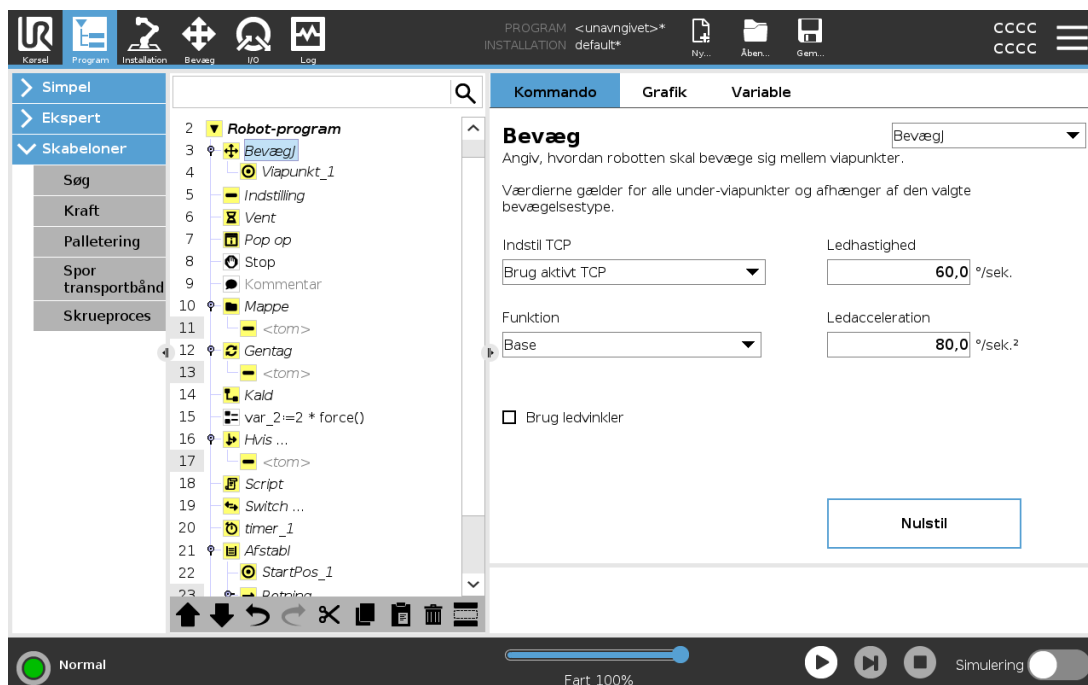 PROGRAM <unavngivet>*
INSTALLATION default*
CCCC
CCCC
Kørsel
Program
Installation
Bevæg
I/O
Log
Ny...
Åben...
Gem...
Simpel
Ekspert
Skabeloner
Søg
Kraft
Palletering
Spor
transportbånd
Skrueproces
2 Robot-program
3 BevægJ
4 Viapunkt_1
5 Indstilling
6 Vent
7 Pop op
8 Stop
9 Kommentar
10 Mappe
11 <tom>
12 Gentag
13 <tom>
14 Kald
15 var_2:=2 * force()
16 Hvis ...
17 <tom>
18 Script
19 Switch ...
20 timer_1
21 Afstabl
22 StartPos_1
23 Retning
Kommando
Grafik
Variable
Bevæg
BevægJ
Angiv, hvordan robotten skal bevæge sig mellem viapunkter.
Værdierne gælder for alle under-viapunkter og afhænger af den valgte
bevægelsestype.
Indstil TCP
Ledhastighed
Brug aktivt TCP
60,0 °/sek.
Funktion
Ledacceleration
Base
80,0 °/sek.²
Brug ledvinkler
Nulstil
Normal
Fart 100%
Simulering